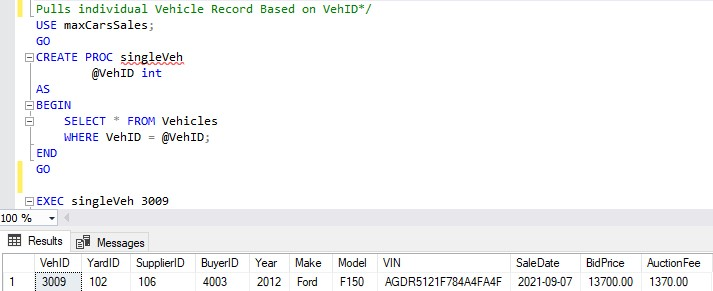 Pulls individual Vehicle Record Based on VehID*/
USE maxCarsSales;
GO
CREATE PROC singleVeh
@VehID int
AS
BEGIN
SELECT * FROM Vehicles
WHERE VehID = @VehID;
END
GO
EXEC singleVeh 3009
100 %
Results Messages
VehID YardID SupplierID BuyerID Year Make Model VIN SaleDate BidPrice AuctionFee
1 3009 102 106 4003 2012 Ford F150 AGDR5121F784A4FA4F 2021-09-07 13700.00 1370.00